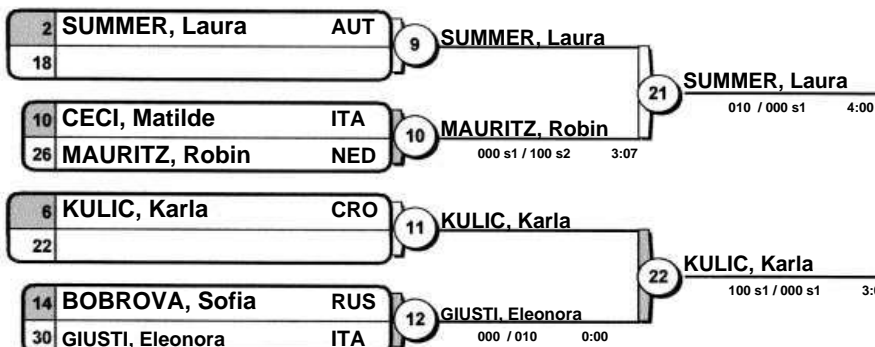 2 SUMMER, Laura AUT
18
9
SUMMER, Laura
10 CECI, Matilde ITA
26 MAURITZ, Robin NED
10
MAURITZ, Robin
000 s1 / 100 s2 3:07
21
SUMMER, Laura
010 / 000 s1 4:00
6 KULIC, Karla CRO
22
11
KULIC, Karla
14 BOBROVA, Sofia RUS
30 GIUSTI, Eleonora ITA
12
GIUSTI, Eleonora
000 / 010 0:00
22
KULIC, Karla
100 s1 / 000 s1